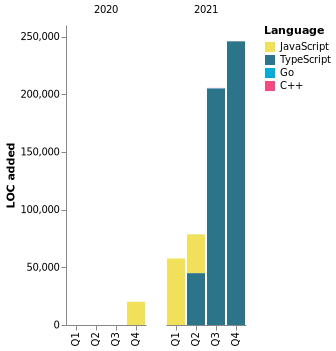 2020
2021
250,000
200,000
150,000
100,000
50,000
0
LOC added
Q1
Q2
Q3
Q4
Q1
Q2
Q3
Q4
Language
JavaScript
TypeScript
Go
C++